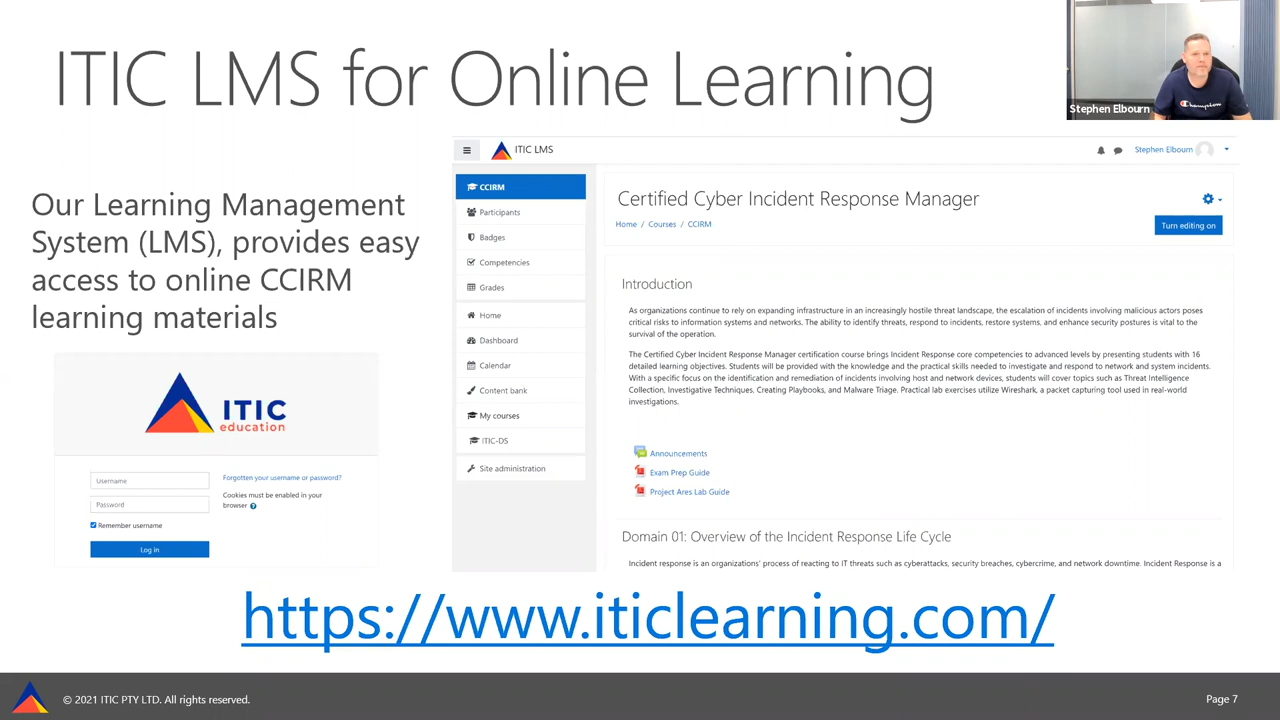 ITIC LMS for Online Learning
Champion
Stephen Elbourn
Our Learning Management
System (LMS), provides easy
access to online CCIRM
learning materials
ITIC
education
Username
Password
Remember username
Log in
Forgotten your username or password?
Cookies must be enabled in your
browser
ITIC LMS
Stephen Elbourn
CCIRM
Participants
Badges
Competencies
Grades
Home
Dashboard
Calendar
Content bank
My courses
ITIC-DS
Site administration
Certified Cyber Incident Response Manager
Home / Courses / CCIRM
Turn editing on
Introduction
As organizations continue to rely on expanding infrastructure in an increasingly hostile threat landscape, the escalation of incidents involving malicious actors poses
critical risks to information systems and networks. The ability to identify threats, respond to incidents, restore systems, and enhance security postures is vital to the
survival of the operation.
The Certified Cyber Incident Response Manager certification course brings Incident Response core competencies to advanced levels by presenting students with 16
detailed learning objectives. Students will be provided with the knowledge and the practical skills needed to investigate and respond to network and system incidents.
With a specific focus on the identification and remediation of incidents involving host and network devices, students will cover topics such as Threat Intelligence
Collection, Investigative Techniques, Creating Playbooks, and Malware Triage. Practical lab exercises utilize Wireshark, a packet capturing tool used in real-world
investigations.
Announcements
Exam Prep Guide
Project Ares Lab Guide
Domain 01: Overview of the Incident Response Life Cycle
Incident response is an organizations' process of reacting to IT threats such as cyberattacks, security breaches, cybercrime, and network downtime. Incident Response is a
https://www.iticlearning.com/
© 2021 ITIC PTY LTD. All rights reserved.
Page 7